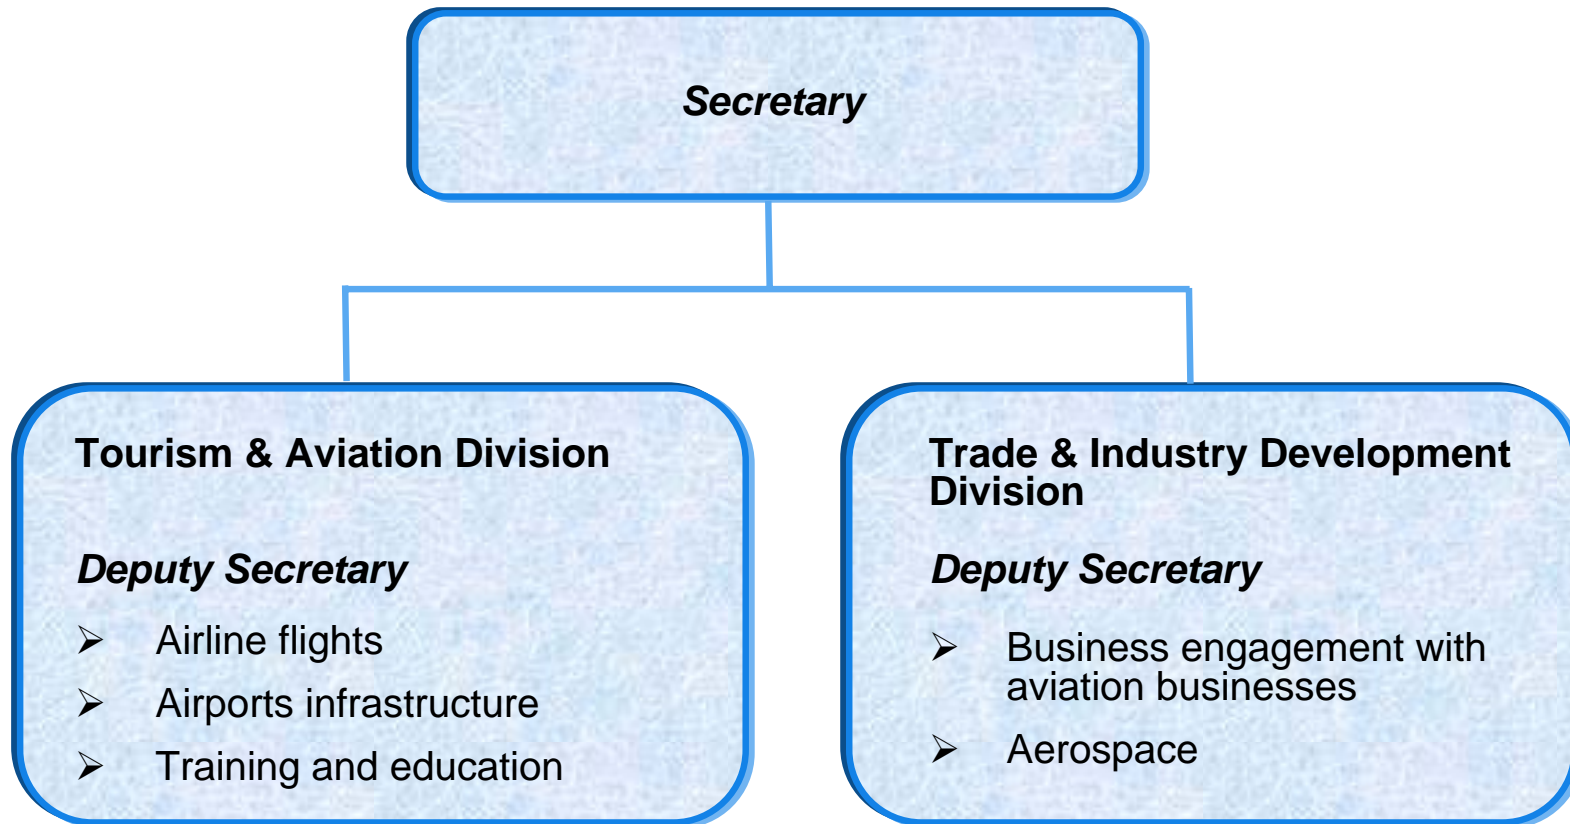 Secretary
Tourism & Aviation Division
Deputy Secretary
➢ Airline flights
➢ Airports infrastructure
➢ Training and education
Trade & Industry Development
Division
Deputy Secretary
➢ Business engagement with
aviation businesses
➢ Aerospace